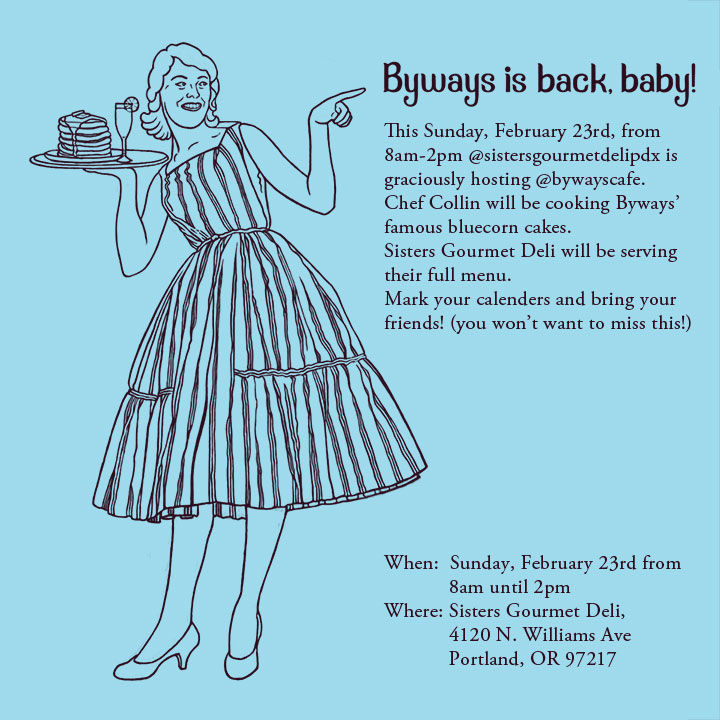 Byways is back, baby!
This Sunday, February 23rd, from
8am-2pm @sistersgourmetdelipdx is
graciously hosting @bywayscafe.
Chef Collin will be cooking Byways’
famous bluecorn cakes.
Sisters Gourmet Deli will be serving
their full menu.
Mark your calenders and bring your
friends! (you won’t want to miss this!)
When: Sunday, February 23rd from
8am until 2pm
Where: Sisters Gourmet Deli,
4120 N. Williams Ave
Portland, OR 97217